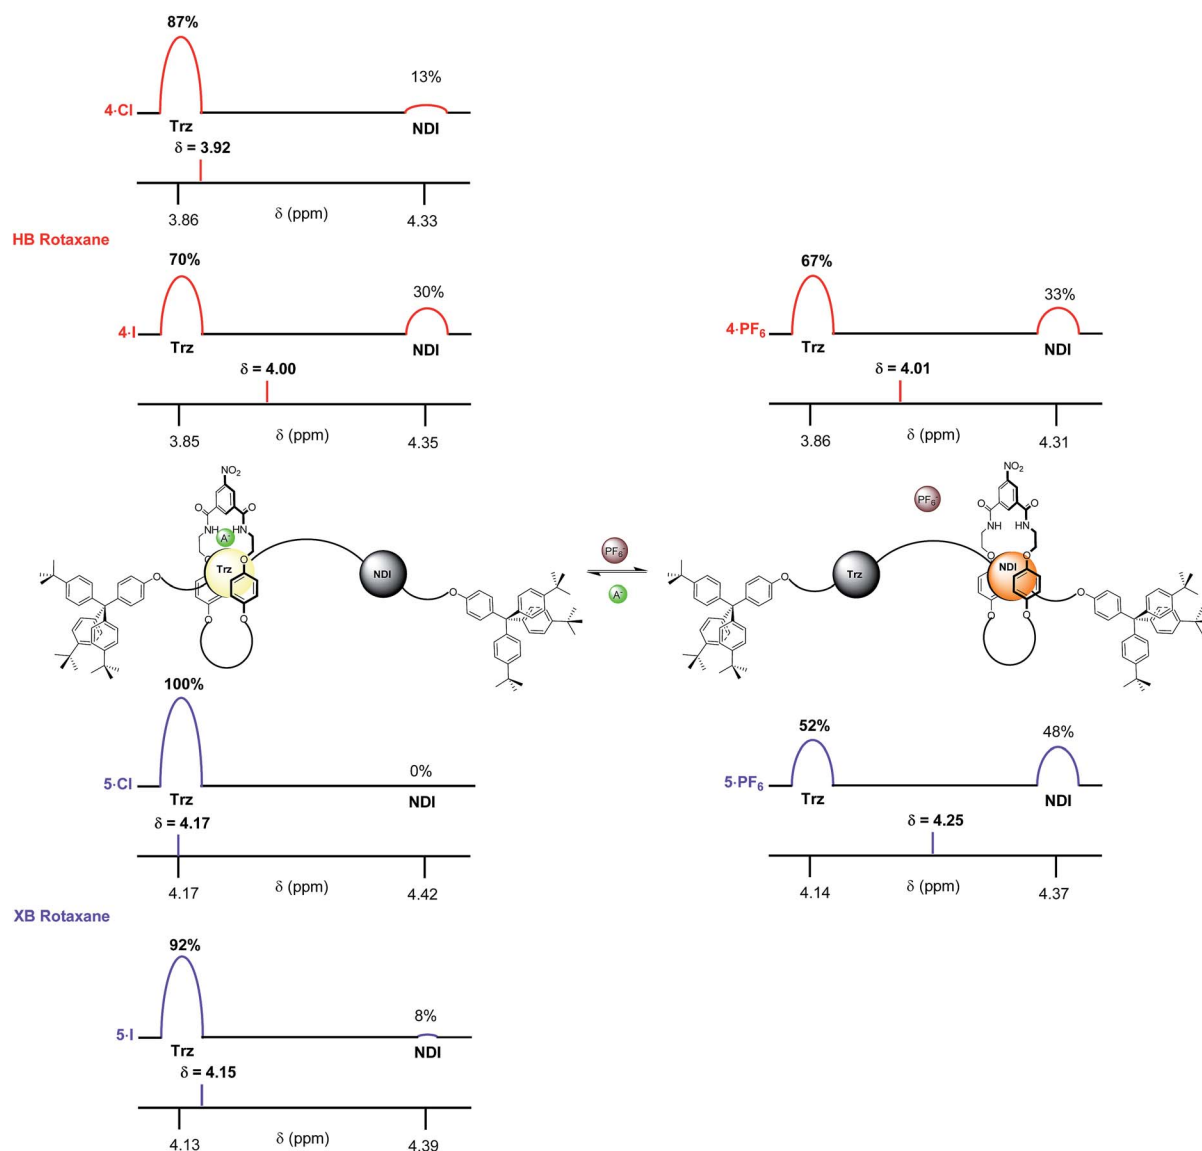 87%
13%
4·Cl
Trz
NDI
δ = 3.92
3.86
δ (ppm)
4.33
HB Rotaxane
70%
30%
4·I
Trz
NDI
δ = 4.00
3.85
δ (ppm)
4.35
67%
33%
4·PF₆
Trz
NDI
δ = 4.01
3.86
δ (ppm)
4.31
NO₂
O
O
NH
HN
A⁻
O
O
Trz
NDI
O
O
O
O
PF₆⁻
A⁻
PF₆⁻
NO₂
O
O
NH
HN
O
O
Trz
NDI
O
O
O
O
100%
0%
5·Cl
Trz
NDI
δ = 4.17
4.17
δ (ppm)
4.42
52%
48%
5·PF₆
Trz
NDI
δ = 4.25
4.14
δ (ppm)
4.37
XB Rotaxane
92%
8%
5·I
Trz
NDI
δ = 4.15
4.13
δ (ppm)
4.39